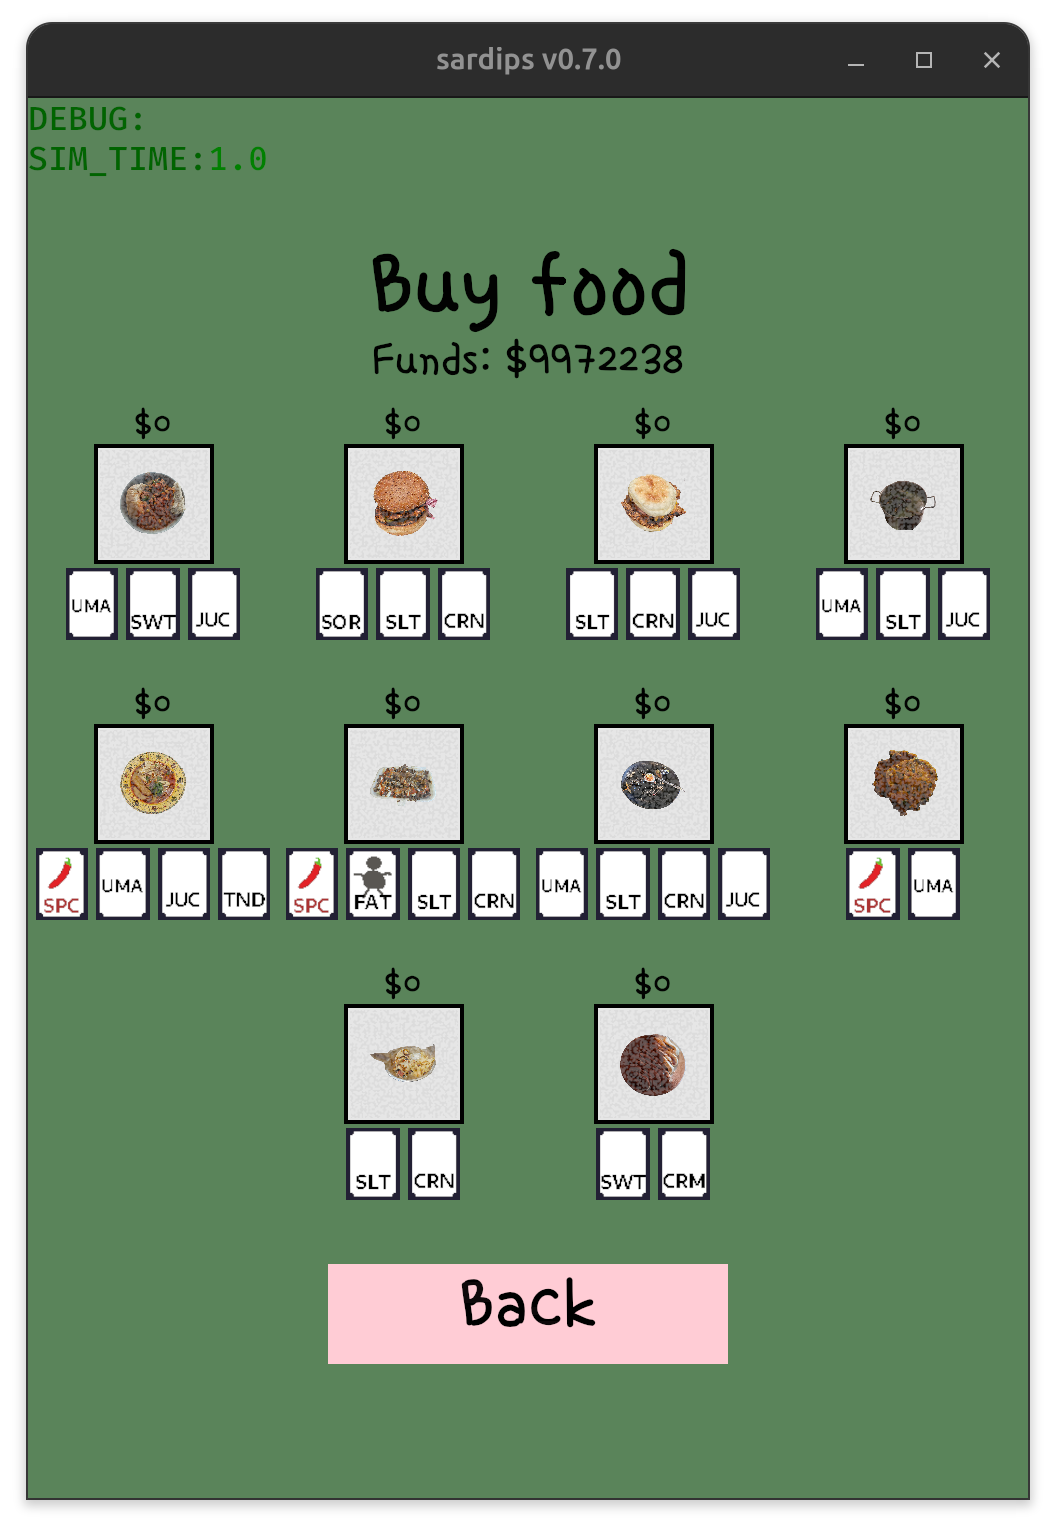 sardips v0.7.0
DEBUG:
SIM_TIME:1.0
Buy food
Funds: $9972238
$0 $0 $0 $0
UMA SWT JUC SOR SLT CRN SLT CRN JUC UMA SLT JUC
$0 $0 $0 $0
SPC UMA JUC TND SPC FAT SLT CRN UMA SLT CRN JUC SPC UMA
$0 $0
SLT CRN SWT CRM
Back